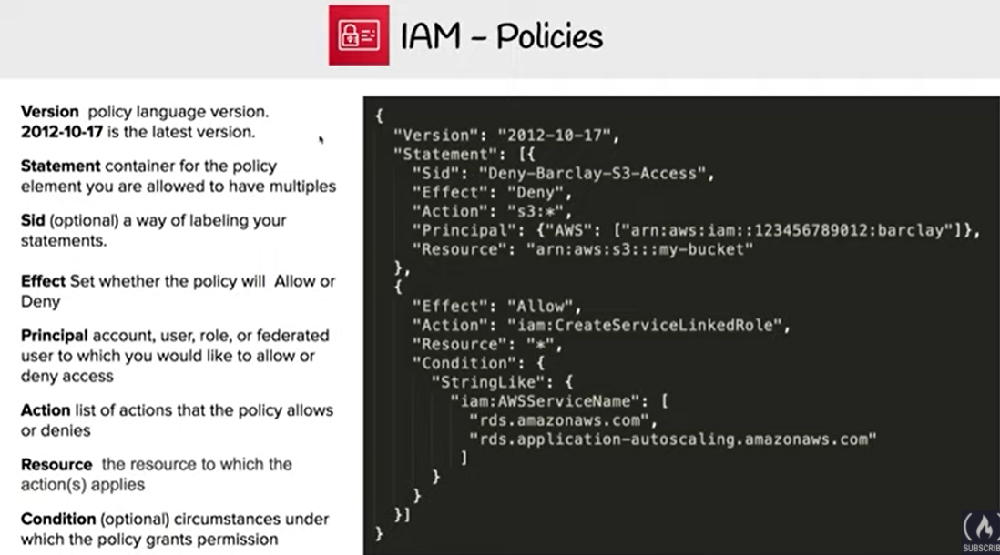 IAM - Policies
Version policy language version.
2012-10-17 is the latest version.
Statement container for the policy
element you are allowed to have multiples
Sid (optional) a way of labeling your
statements.
Effect Set whether the policy will Allow or
Deny
Principal account, user, role, or federated
user to which you would like to allow or
deny access
Action list of actions that the policy allows
or denies
Resource the resource to which the
action(s) applies
Condition (optional) circumstances under
which the policy grants permission
{
"Version": "2012-10-17",
"Statement": [{
"Sid": "Deny-Barclay-S3-Access",
"Effect": "Deny",
"Action": "s3:*",
"Principal": {"AWS": ["arn:aws:iam::123456789012:barclay"]},
"Resource": "arn:aws:s3:::my-bucket"
},
{
"Effect": "Allow",
"Action": "iam:CreateServiceLinkedRole",
"Resource": "*",
"Condition": {
"StringLike": {
"iam:AWSServiceName": [
"rds.amazonaws.com",
"rds.application-autoscaling.amazonaws.com"
]
}
}
}]
}